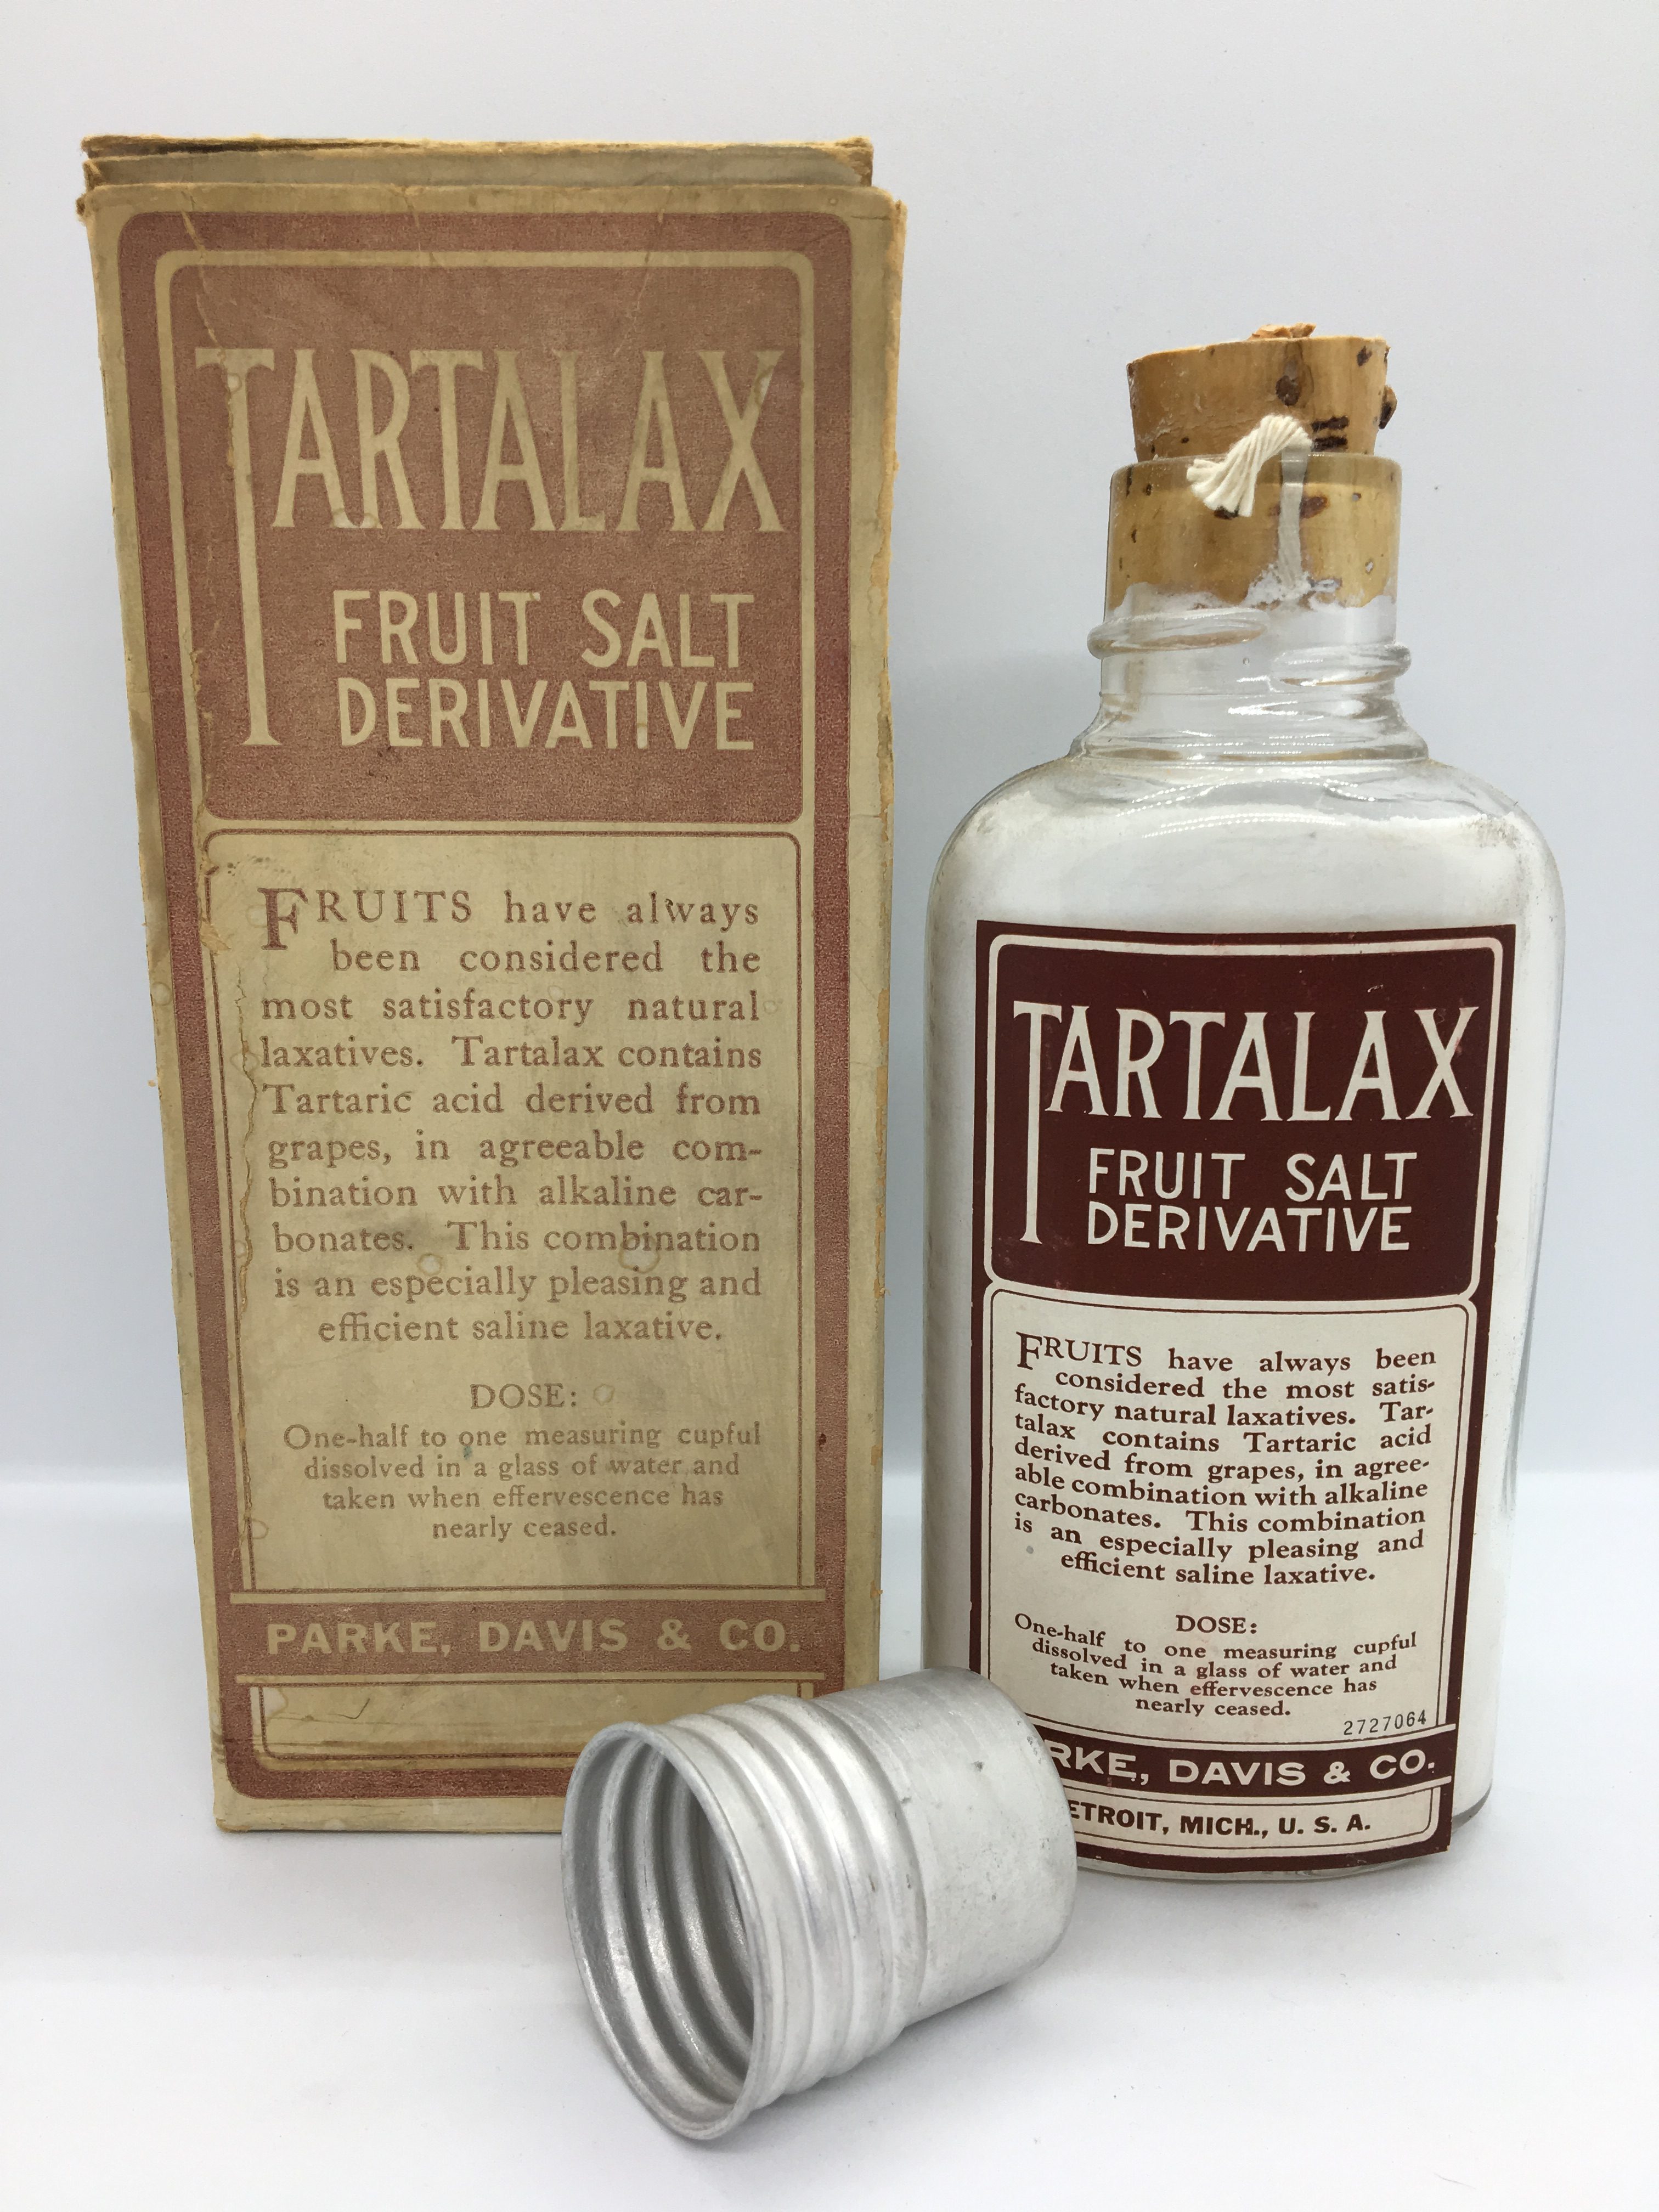 TARTALAX
FRUIT SALT
DERIVATIVE
FRUITS have always
been considered the
most satisfactory natural
laxatives. Tartalax contains
Tartaric acid derived from
grapes, in agreeable com-
bination with alkaline car-
bonates. This combination
is an especially pleasing and
efficient saline laxative.
DOSE:
One-half to one measuring cupful
dissolved in a glass of water and
taken when effervescence has
nearly ceased.
PARKE, DAVIS & CO.
TARTALAX
FRUIT SALT
DERIVATIVE
FRUITS have always been
considered the most satis-
factory natural laxatives. Tar-
talax contains Tartaric acid
derived from grapes, in agree-
able combination with alkaline
carbonates. This combination
is an especially pleasing and
efficient saline laxative.
DOSE:
One-half to one measuring cupful
dissolved in a glass of water and
taken when effervescence has
nearly ceased.
2727064
RKE, DAVIS & CO.
ETROIT, MICH., U. S. A.